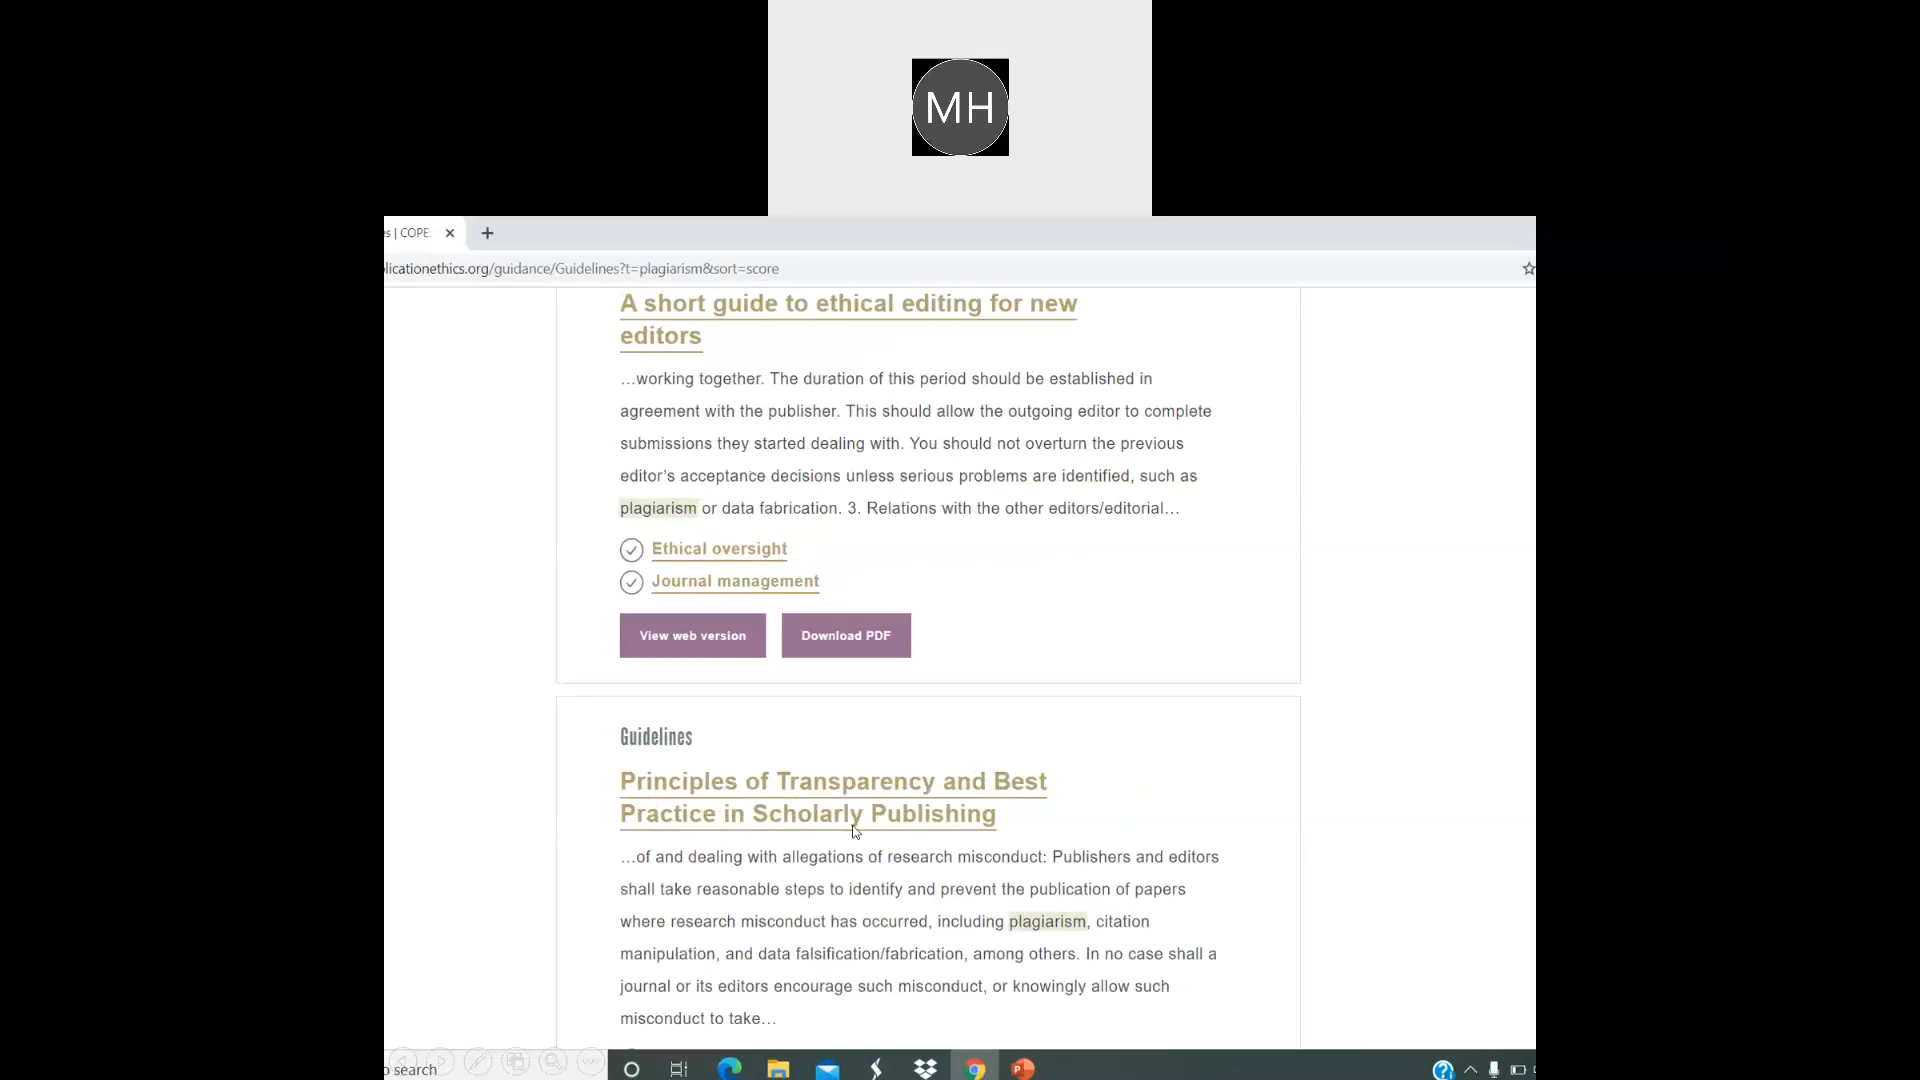 MH
es | COPE
licationethics.org/guidance/Guidelines?t=plagiarism&sort=score
A short guide to ethical editing for new
editors
…working together. The duration of this period should be established in
agreement with the publisher. This should allow the outgoing editor to complete
submissions they started dealing with. You should not overturn the previous
editor's acceptance decisions unless serious problems are identified, such as
plagiarism or data fabrication. 3. Relations with the other editors/editorial…
Ethical oversight
Journal management
View web version Download PDF
Guidelines
Principles of Transparency and Best
Practice in Scholarly Publishing
…of and dealing with allegations of research misconduct: Publishers and editors
shall take reasonable steps to identify and prevent the publication of papers
where research misconduct has occurred, including plagiarism, citation
manipulation, and data falsification/fabrication, among others. In no case shall a
journal or its editors encourage such misconduct, or knowingly allow such
misconduct to take…
o search